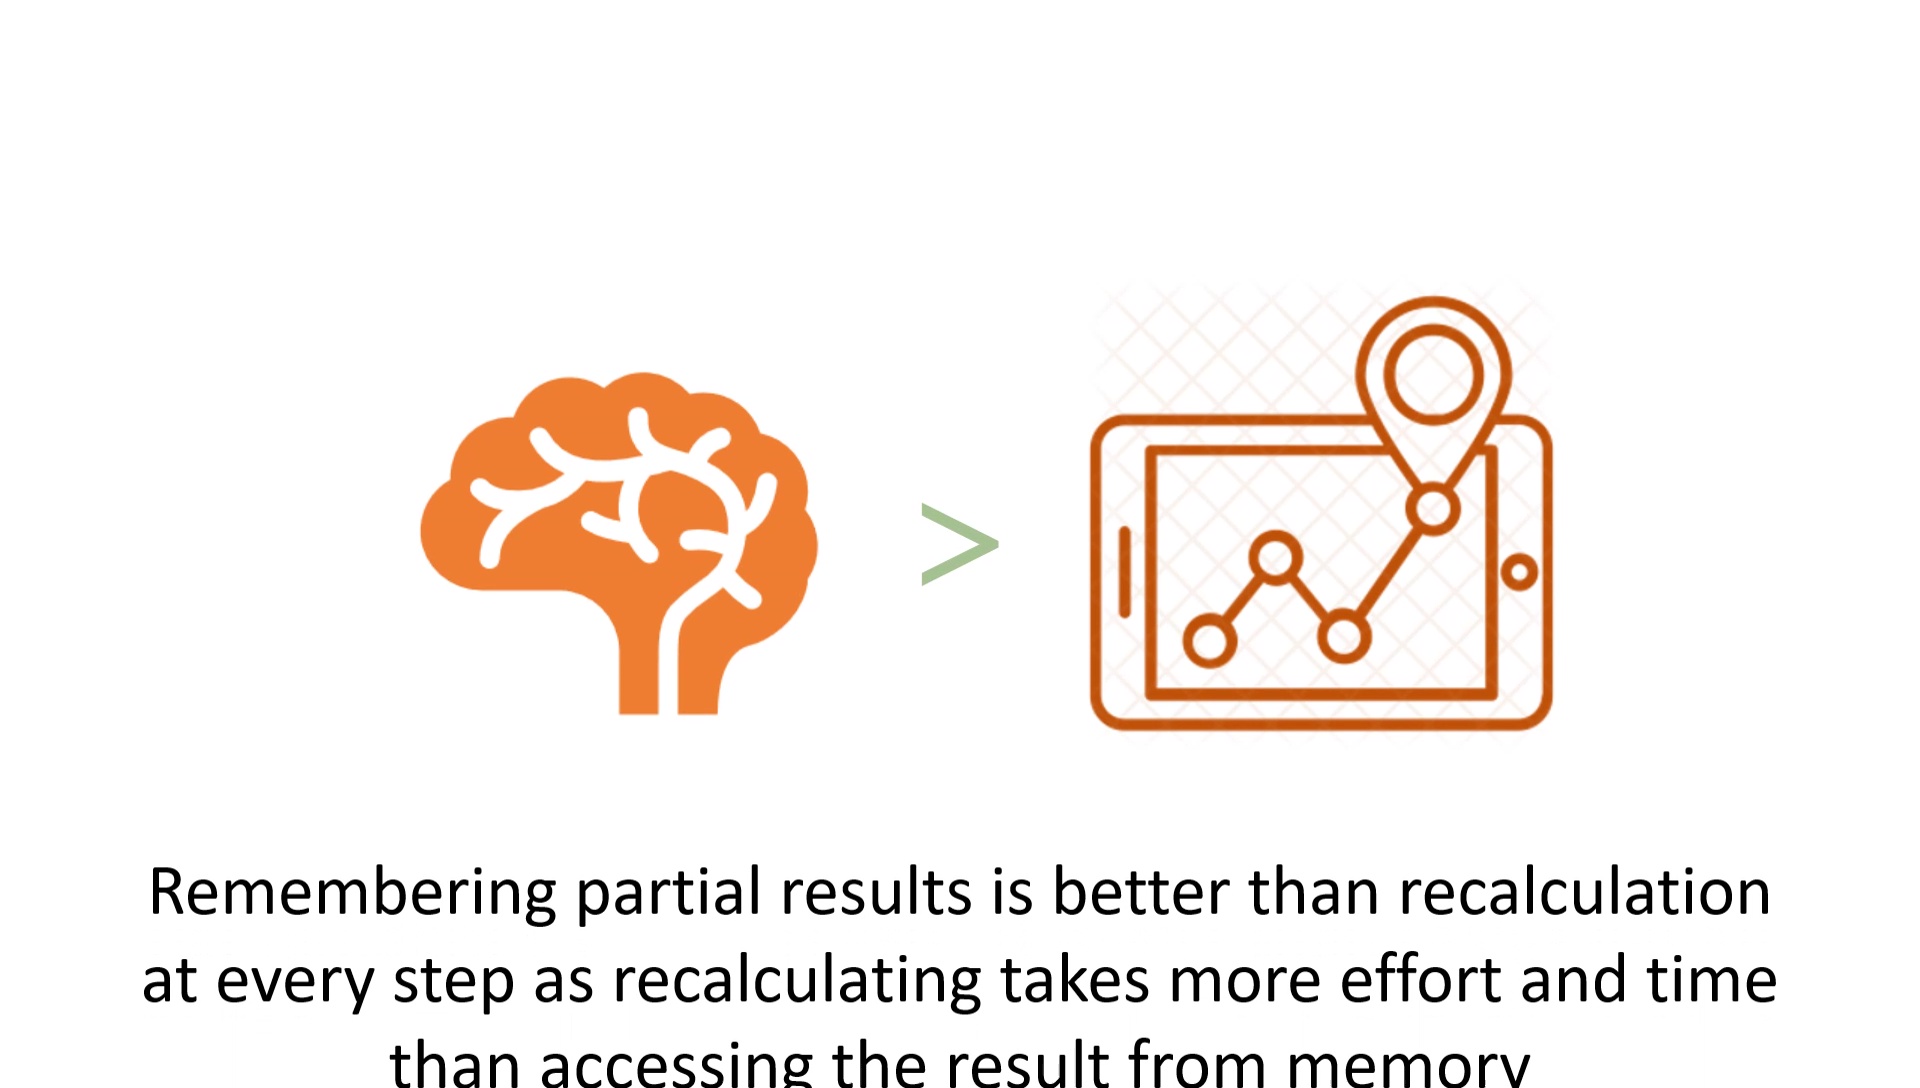 >
Remembering partial results is better than recalculation
at every step as recalculating takes more effort and time
than accessing the result from memory